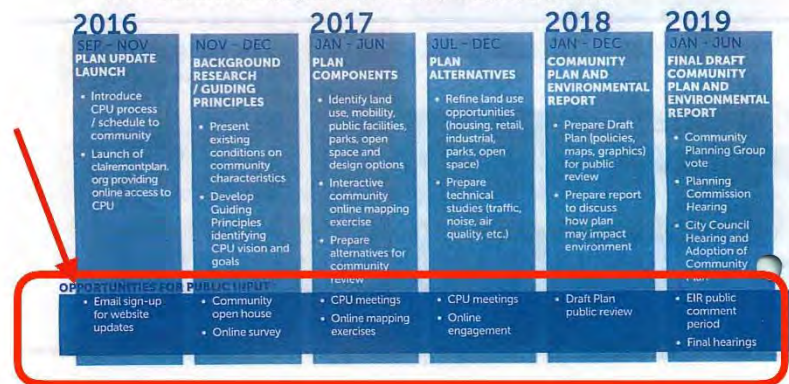 2016
SEP - NOV
PLAN UPDATE
LAUNCH
• Introduce
CPU process
/ schedule to
community
• Launch of
clairemontplan.
org providing
online access to
CPU
NOV - DEC
BACKGROUND
RESEARCH
/ GUIDING
PRINCIPLES
• Present
existing
conditions on
community
characteristics
• Develop
Guiding
Principles
identifying
CPU vision and
goals
2017
JAN - JUN
PLAN
COMPONENTS
• Identify land
use, mobility,
public facilities,
parks, open
space and
design options
• Interactive
community
online mapping
exercise
• Prepare
alternatives for
community
review
JUL - DEC
PLAN
ALTERNATIVES
• Refine land use
opportunities
(housing, retail,
industrial,
parks, open
space)
• Prepare
technical
studies (traffic,
noise, air
quality, etc.)
2018
JAN - DEC
COMMUNITY
PLAN AND
ENVIRONMENTAL
REPORT
• Prepare Draft
Plan (policies,
maps, graphics)
for public
review
• Prepare report
to discuss
how plan
may impact
environment
2019
JAN - JUN
FINAL DRAFT
COMMUNITY
PLAN AND
ENVIRONMENTAL
REPORT
• Community
Planning Group
vote
• Planning
Commission
Hearing
• City Council
Hearing and
Adoption of
Community
Plan
OPPORTUNITIES FOR PUBLIC INPUT
• Email sign-up
for website
updates
• Community
open house
• Online survey
• CPU meetings
• Online mapping
exercises
• CPU meetings
• Online
engagement
• Draft Plan
public review
• EIR public
comment
period
• Final hearings